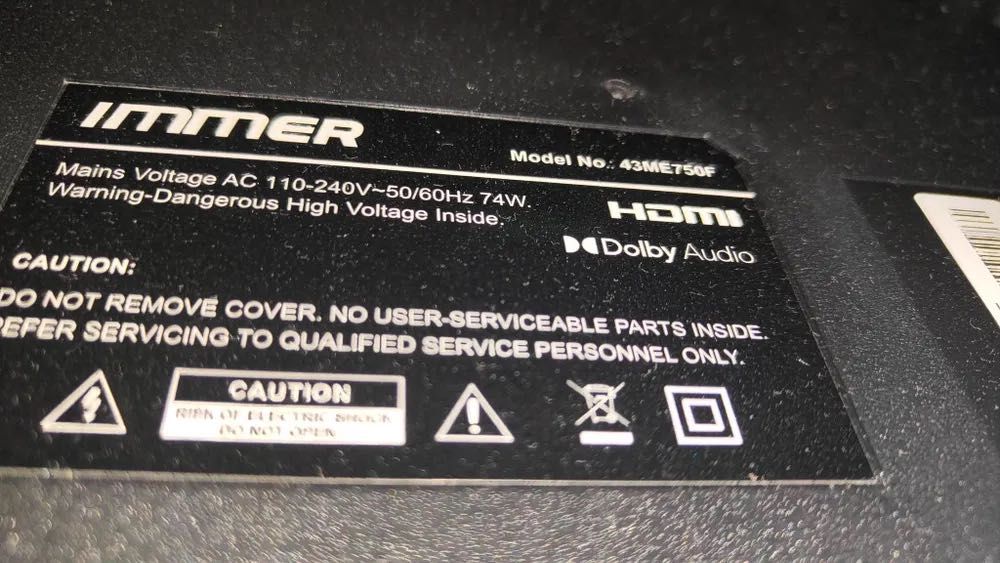 IMMER
Model No.: 43ME750F
Mains Voltage AC 110-240V~50/60Hz 74W.
Warning-Dangerous High Voltage Inside.
HDMI
Dolby Audio
CAUTION:
DO NOT REMOVE COVER. NO USER-SERVICEABLE PARTS INSIDE.
REFER SERVICING TO QUALIFIED SERVICE PERSONNEL ONLY.
CAUTION
RISK OF ELECTRIC SHOCK
DO NOT OPEN